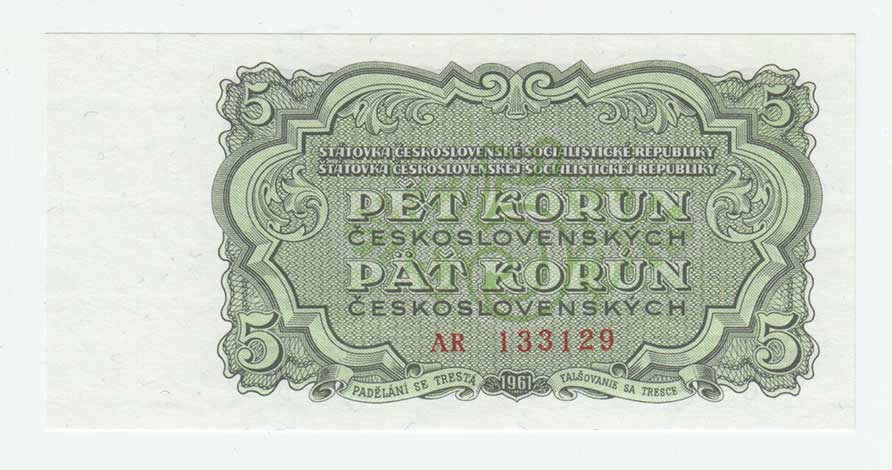 5 5
STÁTOVKA ČESKOSLOVENSKÉ SOCIALISTICKÉ REPUBLIKY
ŠTÁTOVKA ČESKOSLOVENSKEJ SOCIALISTICKEJ REPUBLIKY
PĚT KORUN
ČESKOSLOVENSKÝCH
PÄŤ KORÚN
ČESKOSLOVENSKÝCH
AR 133129
5 5
PADĚLÁNÍ SE TRESTÁ 1961 FALŠOVANIE SA TRESCE